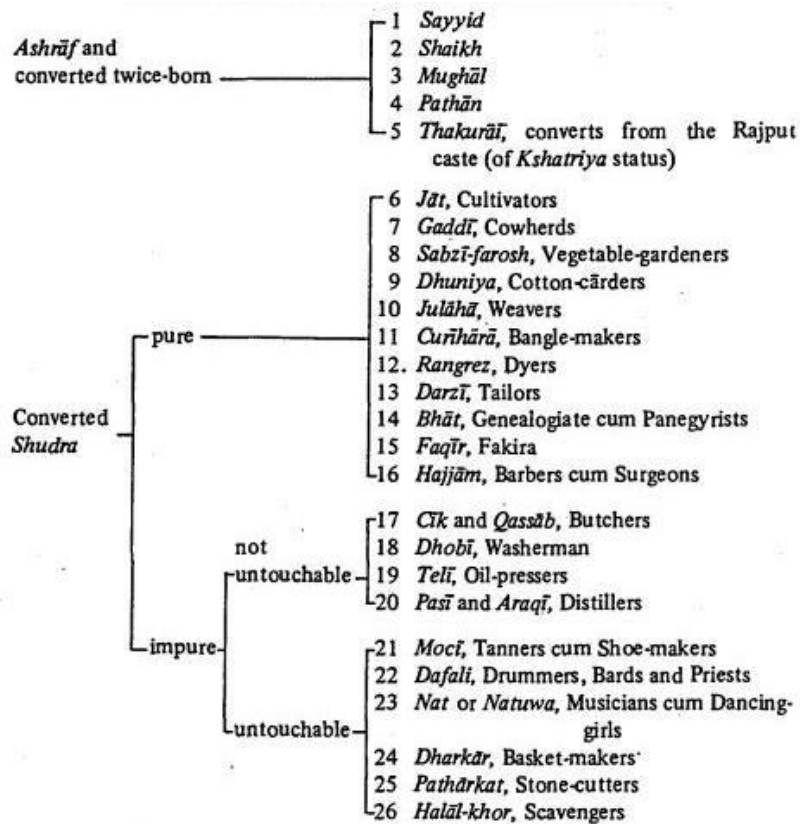 1 Sayyid
Ashrāf and
2 Shaikh
converted twice-born
3 Mughāl
4 Pathān
5 Thakurāī, converts from the Rajput
caste (of Kshatriya status)
6 Jāt, Cultivators
7 Gaddī, Cowherds
8 Sabzī-farosh, Vegetable-gardeners
9 Dhuniya, Cotton-cārders
10 Julāhā, Weavers
pure
11 Curīhārā, Bangle-makers
12. Rangrez, Dyers
13 Darzī, Tailors
Converted
Shudra
14 Bhāt, Genealogiate cum Panegyrists
15 Faqīr, Fakira
16 Hajjām, Barbers cum Surgeons
17 Cīk and Qassāb, Butchers
not
untouchable
18 Dhobī, Washerman
19 Telī, Oil-pressers
20 Pasī and Araqī, Distillers
impure
21 Mocī, Tanners cum Shoe-makers
22 Dafali, Drummers, Bards and Priests
23 Nat or Natuwa, Musicians cum Dancing-
girls
untouchable
24 Dharkār, Basket-makers
25 Pathārkat, Stone-cutters
26 Halāl-khor, Scavengers